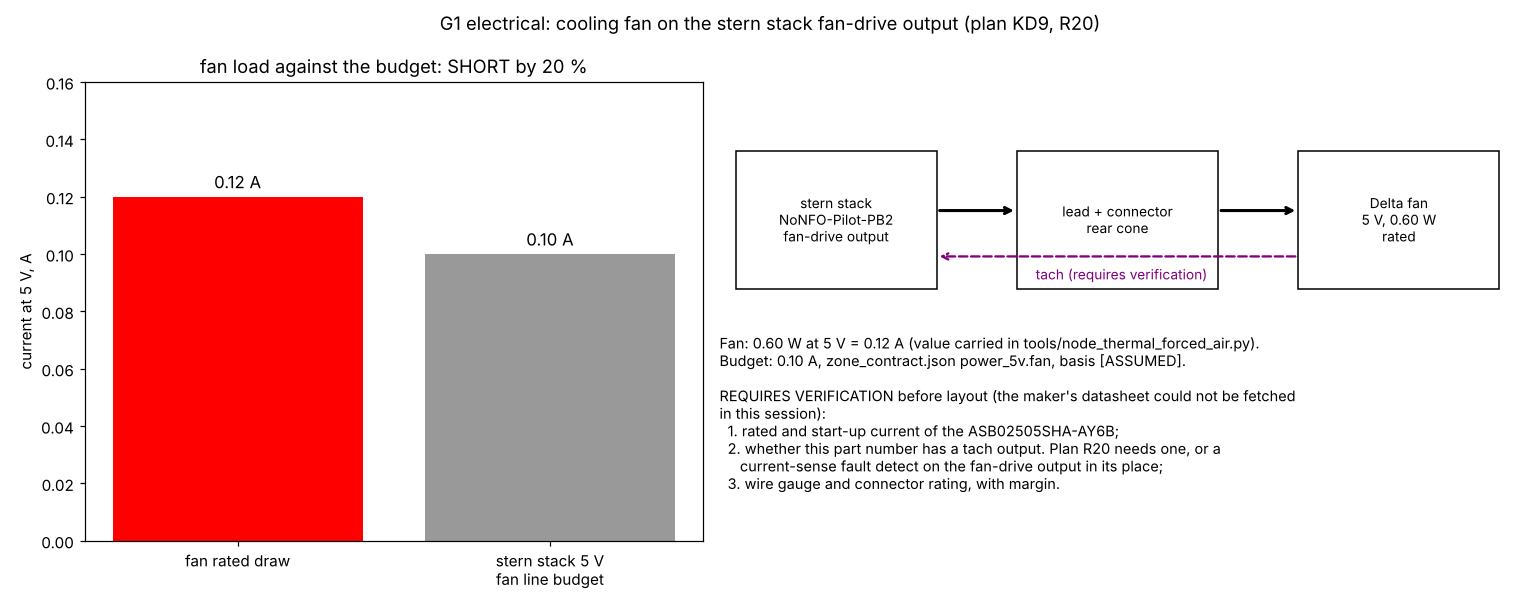 G1 electrical: cooling fan on the stern stack fan-drive output (plan KD9, R20)
fan load against the budget: SHORT by 20 %
current at 5 V, A
0.16
0.14
0.12
0.10
0.08
0.06
0.04
0.02
0.00
0.12 A
0.10 A
fan rated draw
stern stack 5 V
fan line budget
stern stack
NoNFO-Pilot-PB2
fan-drive output
lead + connector
rear cone
Delta fan
5 V, 0.60 W
rated
tach (requires verification)
Fan: 0.60 W at 5 V = 0.12 A (value carried in tools/node_thermal_forced_air.py).
Budget: 0.10 A, zone_contract.json power_5v.fan, basis [ASSUMED].
REQUIRES VERIFICATION before layout (the maker's datasheet could not be fetched
in this session):
1. rated and start-up current of the ASB02505SHA-AY6B;
2. whether this part number has a tach output. Plan R20 needs one, or a
current-sense fault detect on the fan-drive output in its place;
3. wire gauge and connector rating, with margin.